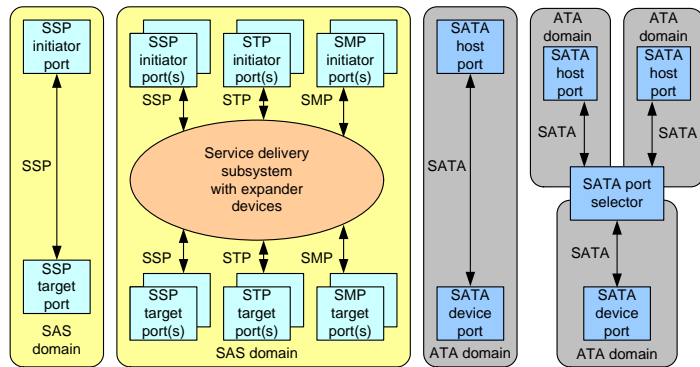 SSP
initiator
port
SSP
SSP
target
port
SAS
domain
SSP
initiator
port(s)
STP
initiator
port(s)
SMP
initiator
port(s)
SSP
STP
SMP
Service delivery
subsystem
with expander
devices
SSP
STP
SMP
SSP
target
port(s)
STP
target
port(s)
SMP
target
port(s)
SAS domain
SATA
host
port
SATA
SATA
device
port
ATA domain
ATA
domain
SATA
host
port
SATA
ATA
domain
SATA
host
port
SATA
SATA port
selector
SATA
SATA
device
port
ATA domain